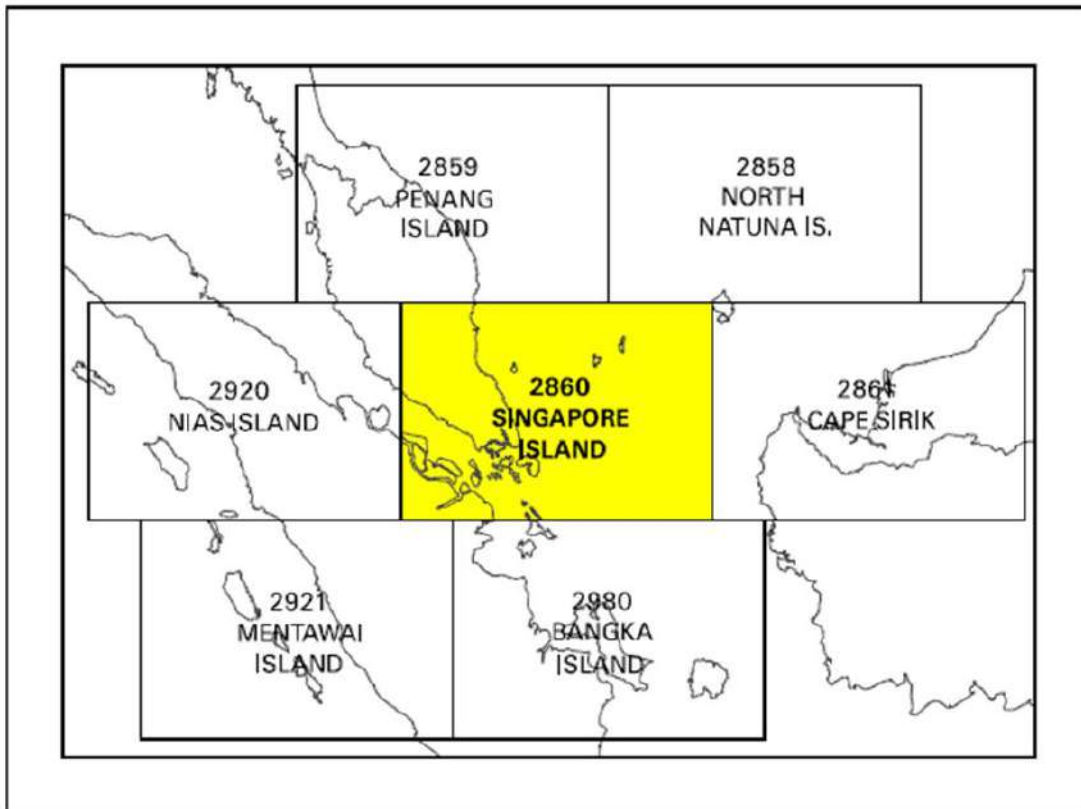 2859
PENANG
ISLAND
2858
NORTH
NATUNA IS.
2920
NIAS ISLAND
2860
SINGAPORE
ISLAND
2861
CAPE SIRIK
2921
MENTAWAI
ISLAND
2980
BANGKA
ISLAND